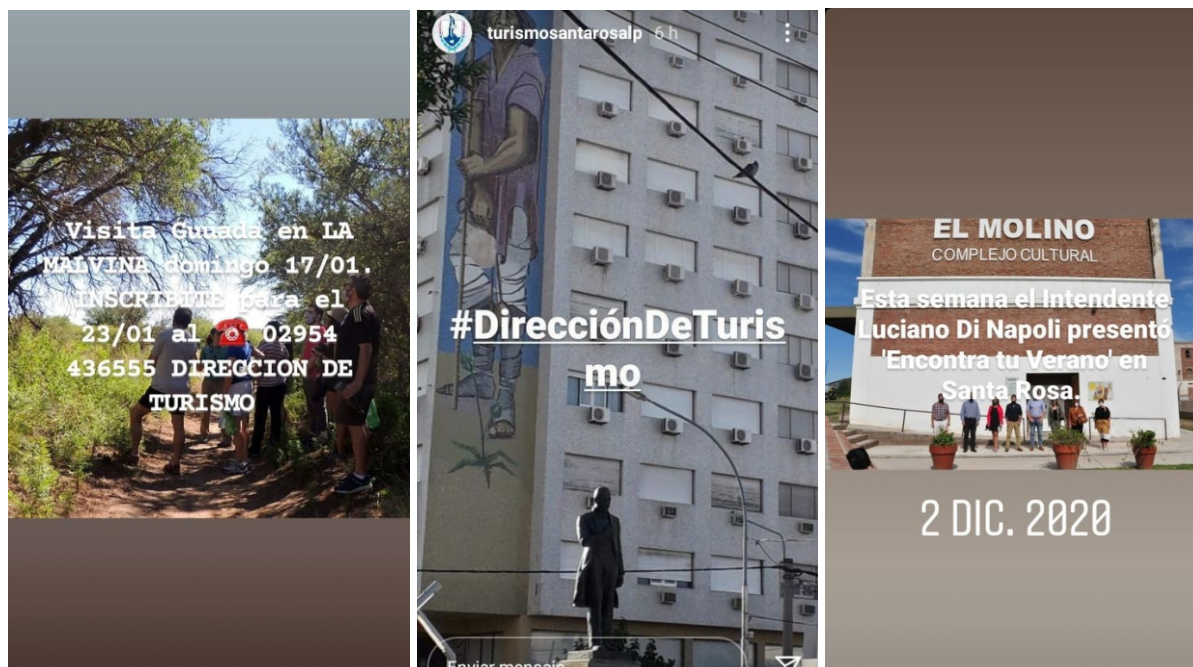 Visita Guuada en LA
MALVINA domingo 17/01.
INSCRIBITE para el
23/01 al ☎ 02954
436555 DIRECCION DE
TURISMO
turismosantarosalp 6 h
#DirecciónDeTuris
mo
Enviar mensaje
EL MOLINO
COMPLEJO CULTURAL
Esta semana el Intendente
Luciano Di Napoli presentó
'Encontra tu Verano' en
Santa Rosa.
2 DIC. 2020